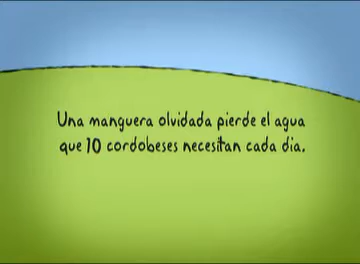 Una manguera olvidada pierde el agua
que 10 cordobeses necesitan cada dia.